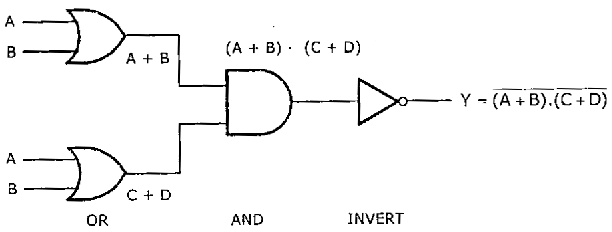 A
B
A + B
(A + B) · (C + D)
Y = (A + B).(C + D)
A
B
C + D
OR
AND
INVERT